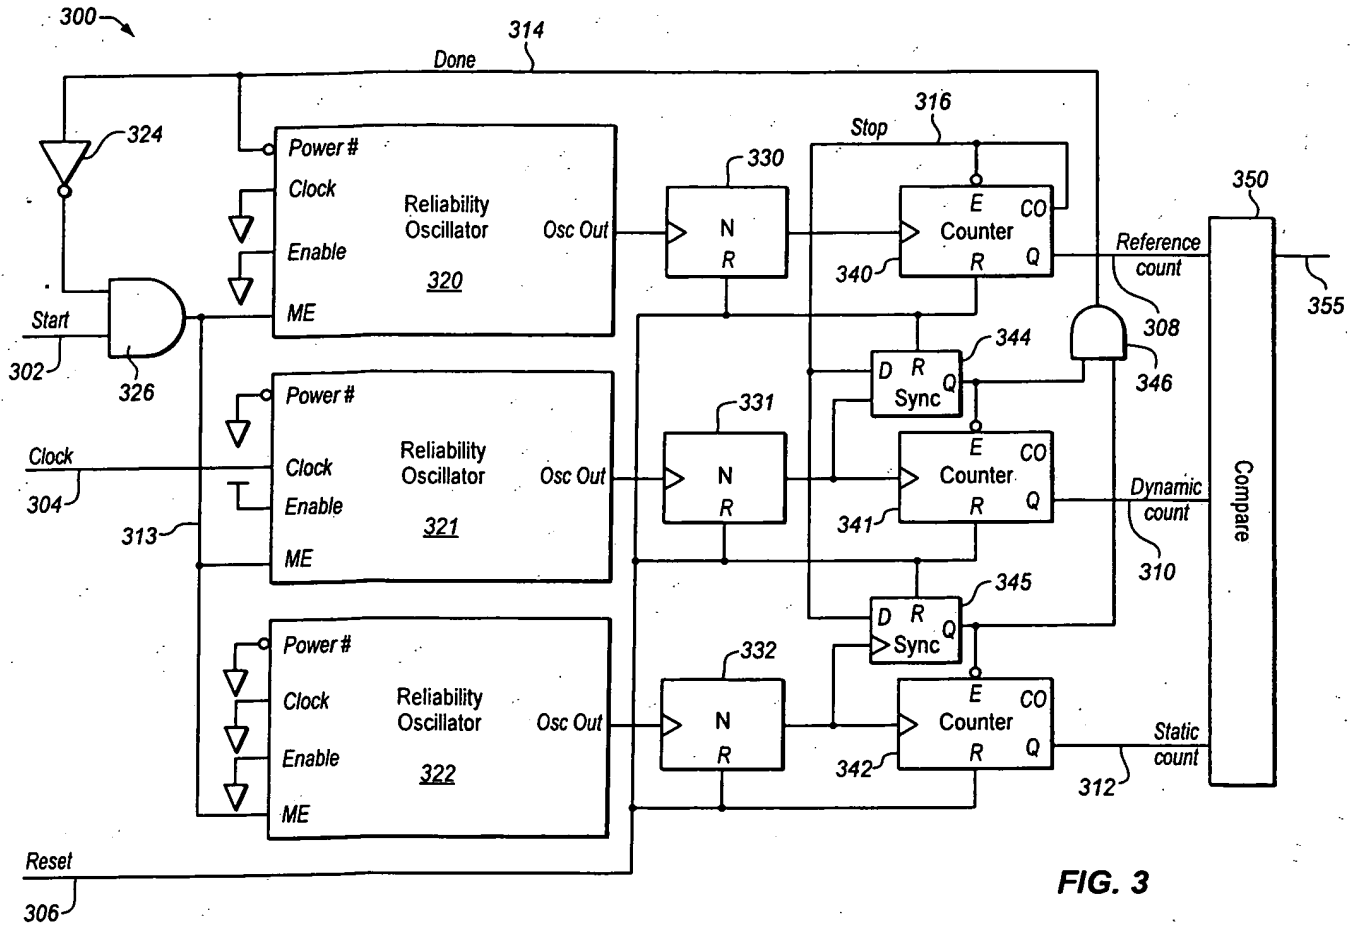 300
314
Done
324
316
Stop
330
350
Power #
Clock
Enable
ME
Reliability
Oscillator
320
Osc Out
N
R
E
CO
Counter
R
Q
340
Reference
count
308
355
Start
302
326
344
D
R
Q
Sync
346
Power #
Clock
Enable
ME
Reliability
Oscillator
321
Osc Out
331
N
R
E
CO
Counter
R
Q
341
Dynamic
count
310
Compare
Clock
304
313
345
D
R
Q
Sync
Power #
Clock
Enable
ME
Reliability
Oscillator
322
Osc Out
332
N
R
E
CO
Counter
R
Q
342
Static
count
312
Reset
306
FIG. 3